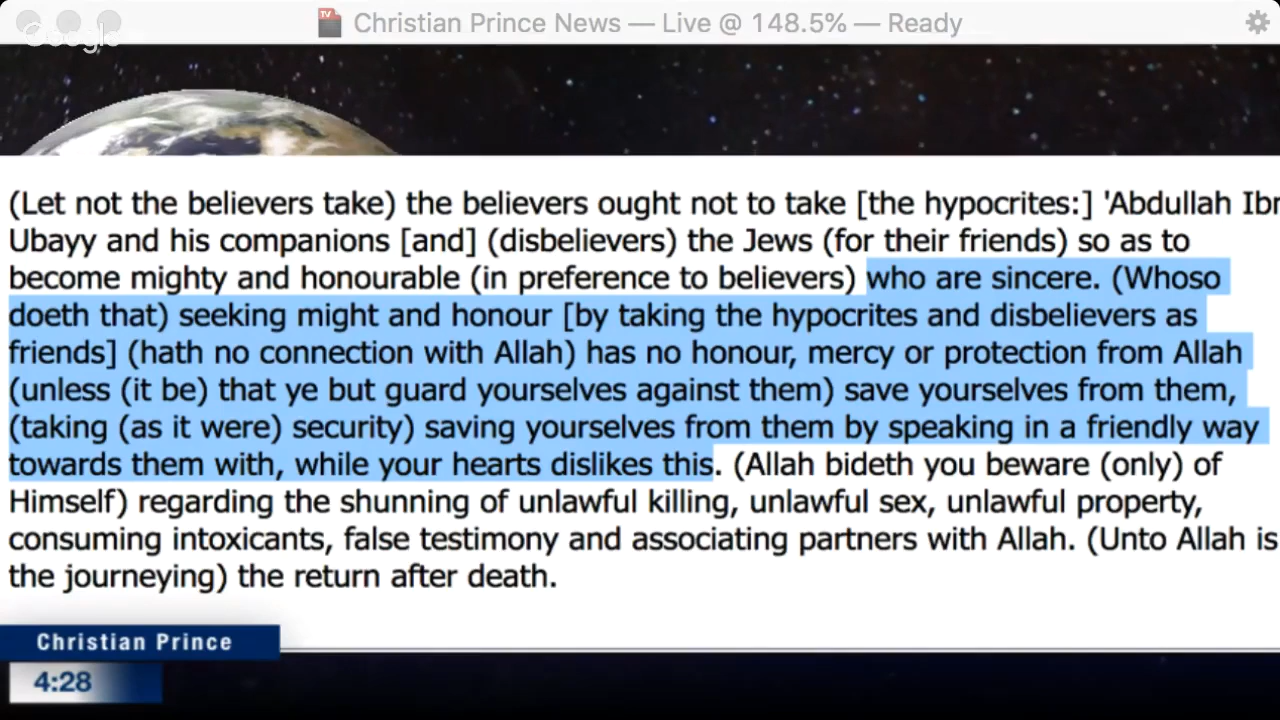 Christian Prince News — Live @ 148.5% — Ready
Google
(Let not the believers take) the believers ought not to take [the hypocrites:] 'Abdullah
Ubayy and his companions [and] (disbelievers) the Jews (for their friends) so as to
become mighty and honourable (in preference to believers) who are sincere. (Whoso
doeth that) seeking might and honour [by taking the hypocrites and disbelievers as
friends] (hath no connection with Allah) has no honour, mercy or protection from Allah
(unless (it be) that ye but guard yourselves against them) save yourselves from them,
(taking (as it were) security) saving yourselves from them by speaking in a friendly way
towards them with, while your hearts dislikes this. (Allah bideth you beware (only) of
Himself) regarding the shunning of unlawful killing, unlawful sex, unlawful property,
consuming intoxicants, false testimony and associating partners with Allah. (Unto Allah is
the journeying) the return after death.
Christian Prince
4:28